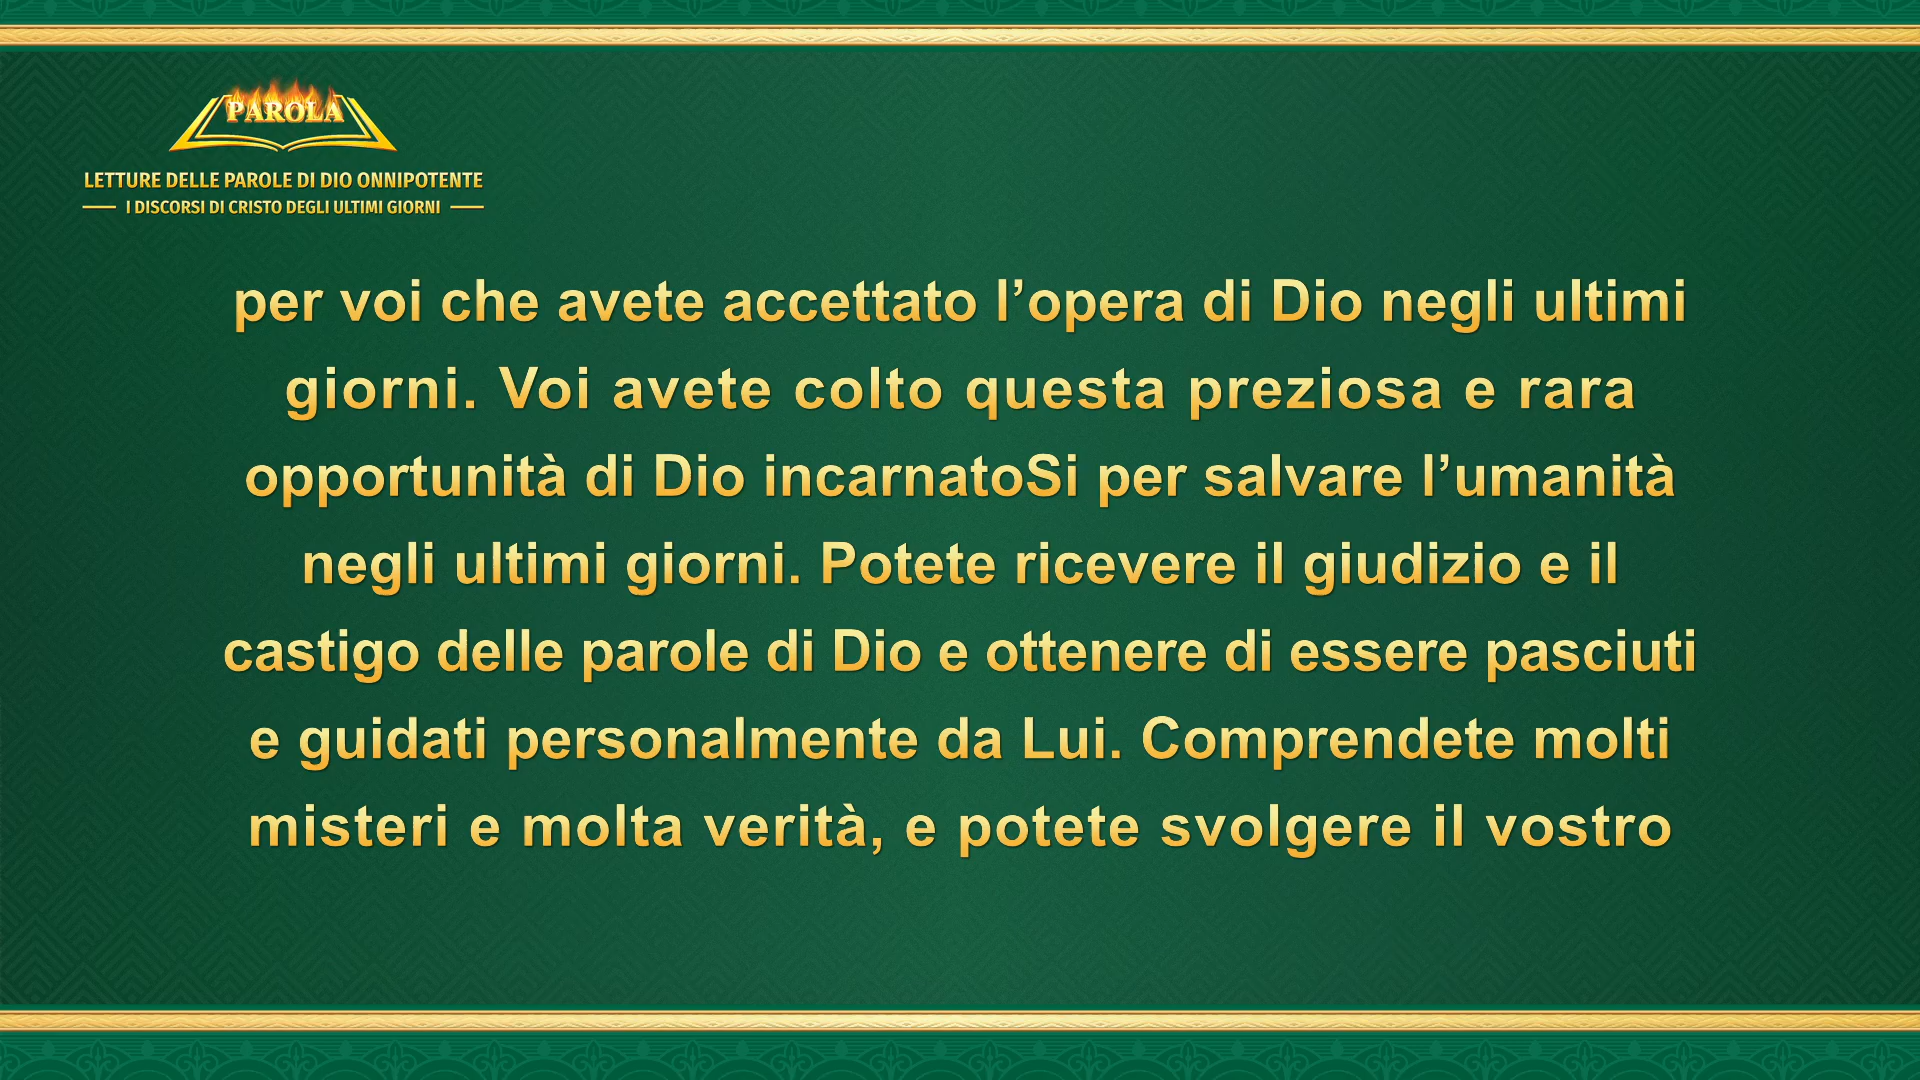 PAROLA
LETTURE DELLE PAROLE DI DIO ONNIPOTENTE
I DISCORSI DI CRISTO DEGLI ULTIMI GIORNI
per voi che avete accettato l’opera di Dio negli ultimi
giorni. Voi avete colto questa preziosa e rara
opportunità di Dio incarnatoSi per salvare l’umanità
negli ultimi giorni. Potete ricevere il giudizio e il
castigo delle parole di Dio e ottenere di essere pasciuti
e guidati personalmente da Lui. Comprendete molti
misteri e molta verità, e potete svolgere il vostro